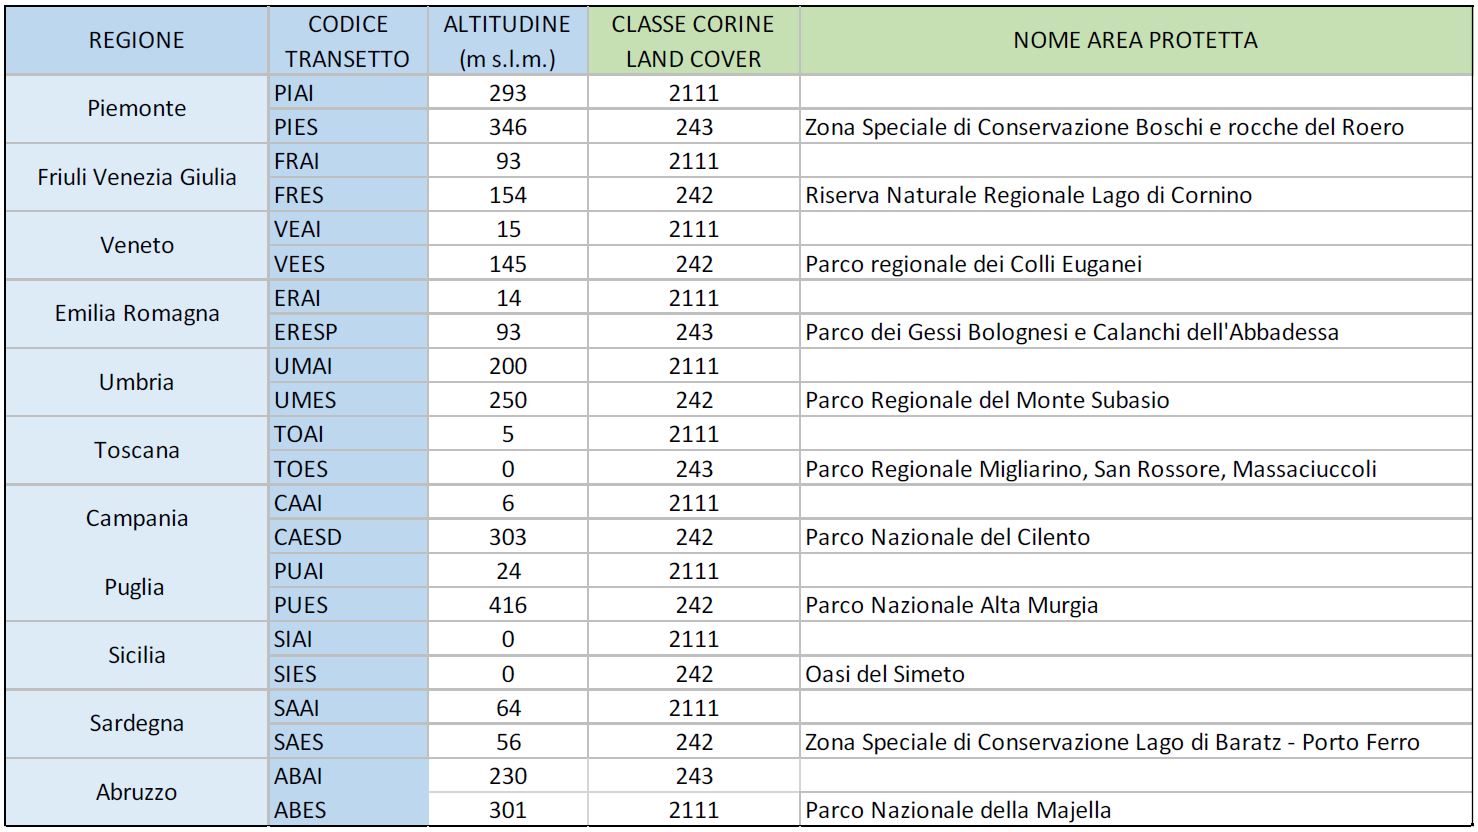 REGIONE CODICE TRANSETTO ALTITUDINE (m s.l.m.) CLASSE CORINE LAND COVER NOME AREA PROTETTA
Piemonte PIAI 293 2111
PIES 346 243 Zona Speciale di Conservazione Boschi e rocche del Roero
Friuli Venezia Giulia FRAI 93 2111
FRES 154 242 Riserva Naturale Regionale Lago di Cornino
Veneto VEAI 15 2111
VEES 145 242 Parco regionale dei Colli Euganei
Emilia Romagna ERAI 14 2111
ERESP 93 243 Parco dei Gessi Bolognesi e Calanchi dell'Abbadessa
Umbria UMAI 200 2111
UMES 250 242 Parco Regionale del Monte Subasio
Toscana TOAI 5 2111
TOES 0 243 Parco Regionale Migliarino, San Rossore, Massaciuccoli
Campania CAAI 6 2111
CAESD 303 242 Parco Nazionale del Cilento
Puglia PUAI 24 2111
PUES 416 242 Parco Nazionale Alta Murgia
Sicilia SIAI 0 2111
SIES 0 242 Oasi del Simeto
Sardegna SAAI 64 2111
SAES 56 242 Zona Speciale di Conservazione Lago di Baratz - Porto Ferro
Abruzzo ABAI 230 243
ABES 301 2111 Parco Nazionale della Majella